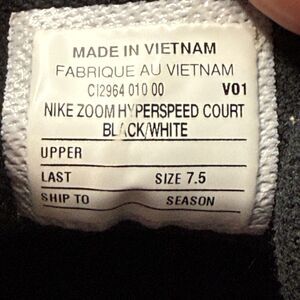 MADE IN VIETNAM
FABRIQUE AU VIETNAM
CI2964 010 00 V01
NIKE ZOOM HYPERSPEED COURT
BLACK/WHITE
UPPER
LAST SIZE 7.5
SHIP TO SEASON